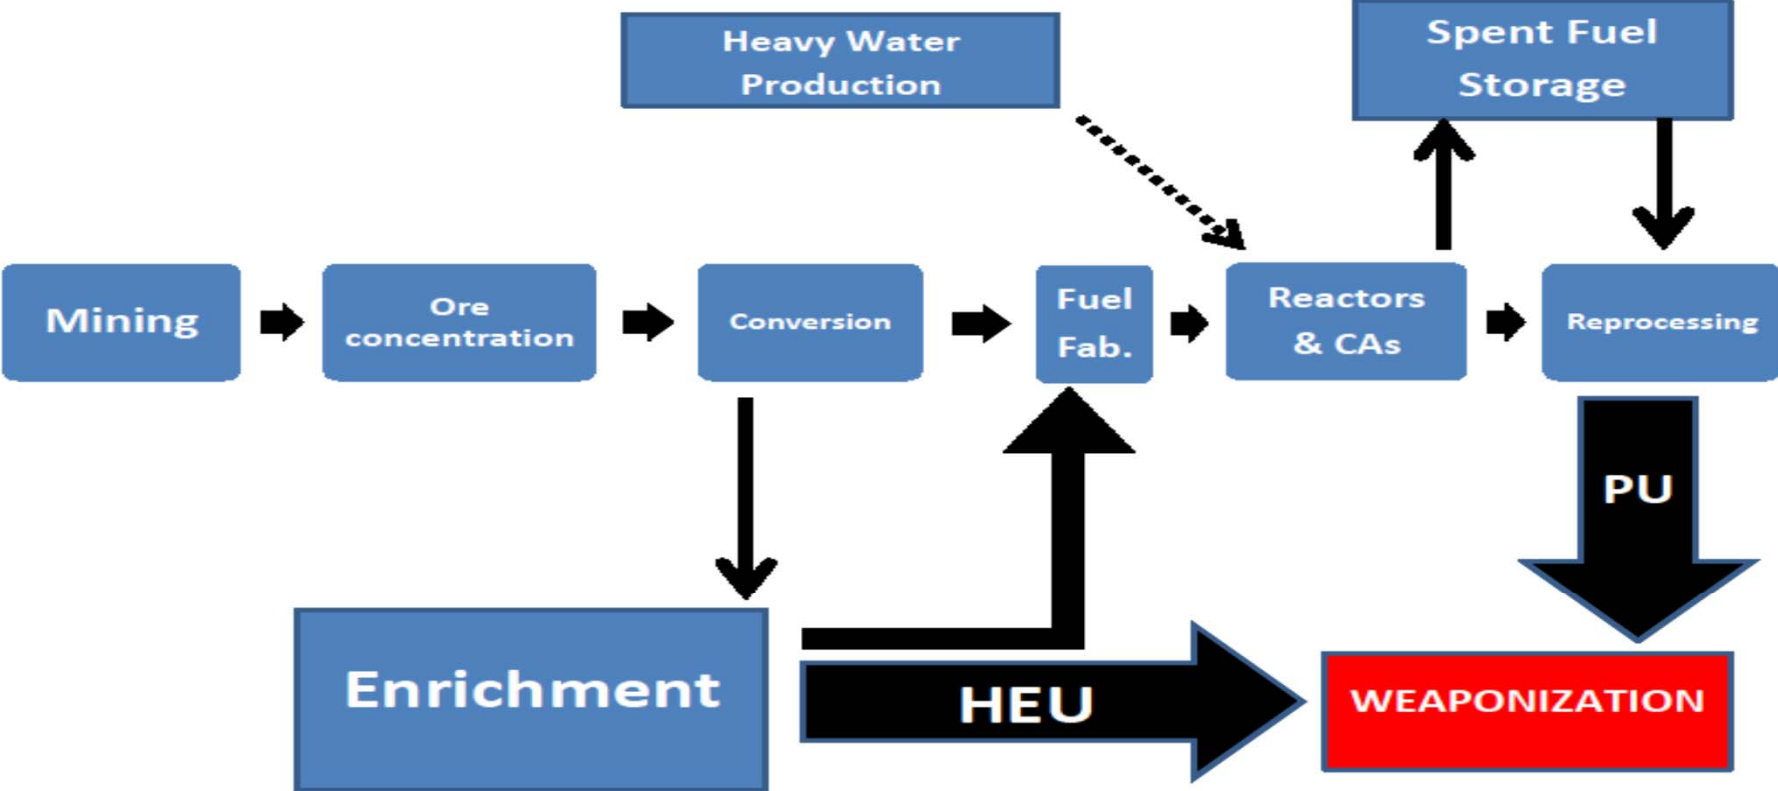 Heavy Water
Production
Spent Fuel
Storage
Mining
Ore
concentration
Conversion
Fuel
Fab.
Reactors
& CAs
Reprocessing
PU
Enrichment
HEU
WEAPONIZATION